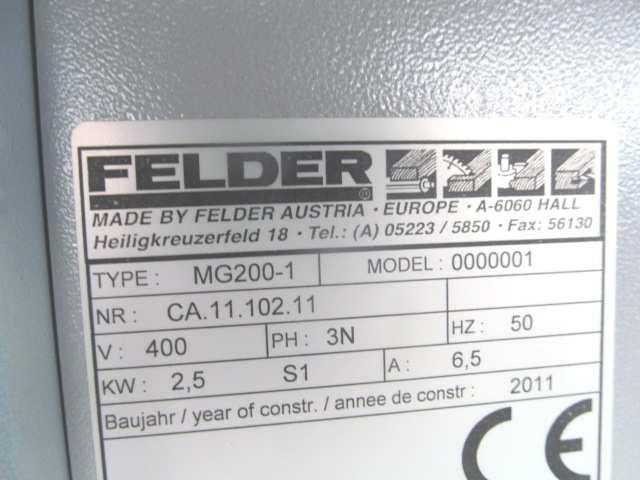 FELDER ®
MADE BY FELDER AUSTRIA · EUROPE · A-6060 HALL
Heiligkreuzerfeld 18 · Tel.: (A) 05223 / 5850 · Fax: 56130
TYPE : MG200-1 MODEL : 0000001
NR : CA.11.102.11
V : 400 PH : 3N HZ : 50
KW : 2,5 S1 A : 6,5
Baujahr / year of constr. / annee de constr : 2011
CE